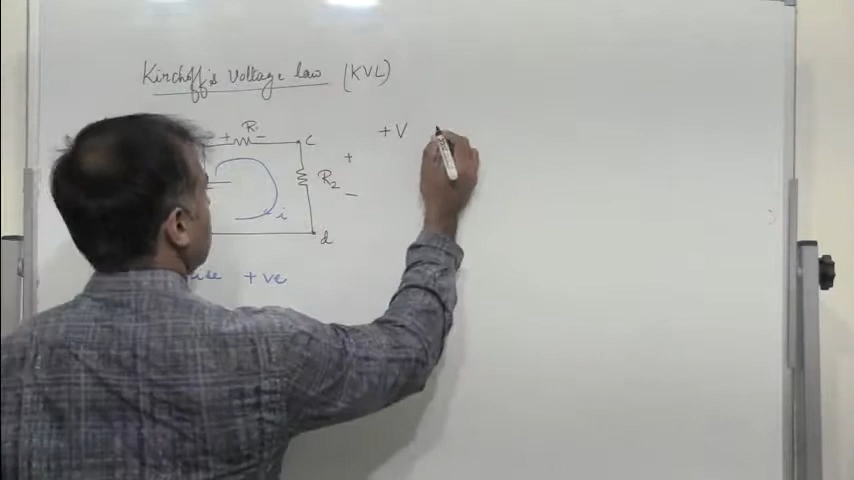 Kirchoff's Voltage law (KVL)
+ R₁ -
c
+ V
+
R₂
-
i
d
+ve